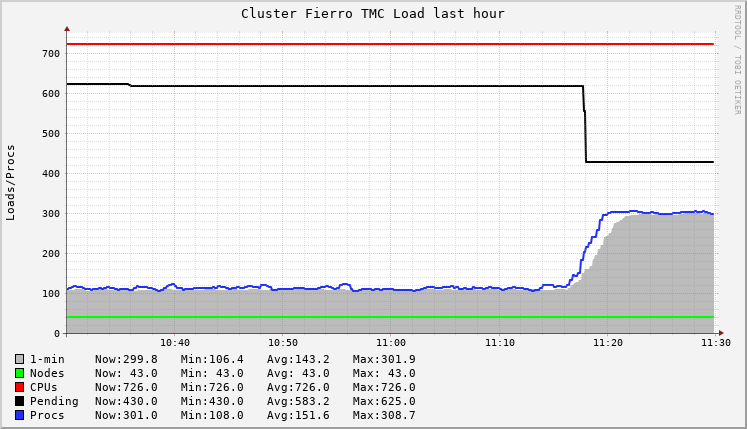 Cluster Fierro TMC Load last hour
RRDTOOL / TOBI OETIKER
Loads/Procs
700
600
500
400
300
200
100
0
10:40 10:50 11:00 11:10 11:20 11:30
1-min Now:299.8 Min:106.4 Avg:143.2 Max:301.9
Nodes Now: 43.0 Min: 43.0 Avg: 43.0 Max: 43.0
CPUs Now:726.0 Min:726.0 Avg:726.0 Max:726.0
Pending Now:430.0 Min:430.0 Avg:583.2 Max:625.0
Procs Now:301.0 Min:108.0 Avg:151.6 Max:308.7